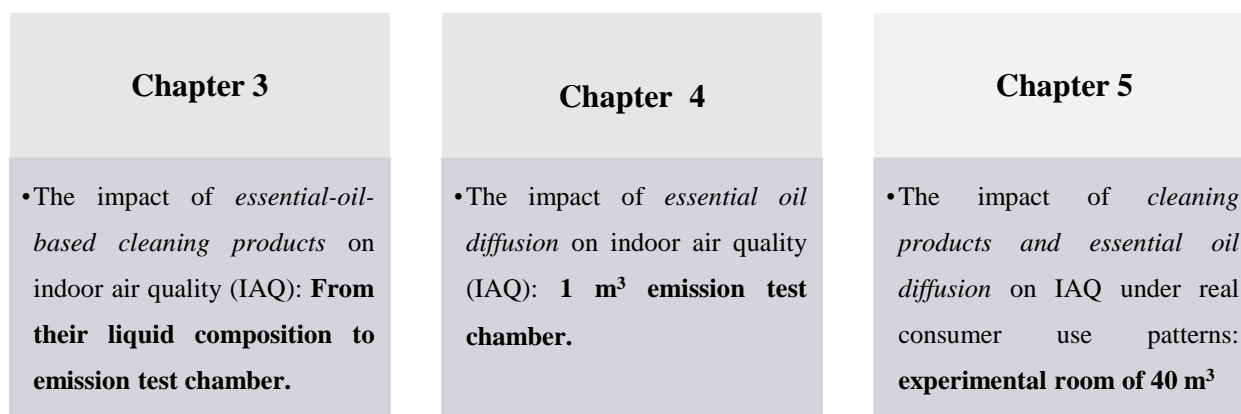 Chapter 3
•The impact of essential-oil-
based cleaning products on
indoor air quality (IAQ): From
their liquid composition to
emission test chamber.
Chapter 4
•The impact of essential oil
diffusion on indoor air quality
(IAQ): 1 m³ emission test
chamber.
Chapter 5
•The impact of cleaning
products and essential oil
diffusion on IAQ under real
consumer use patterns:
experimental room of 40 m³